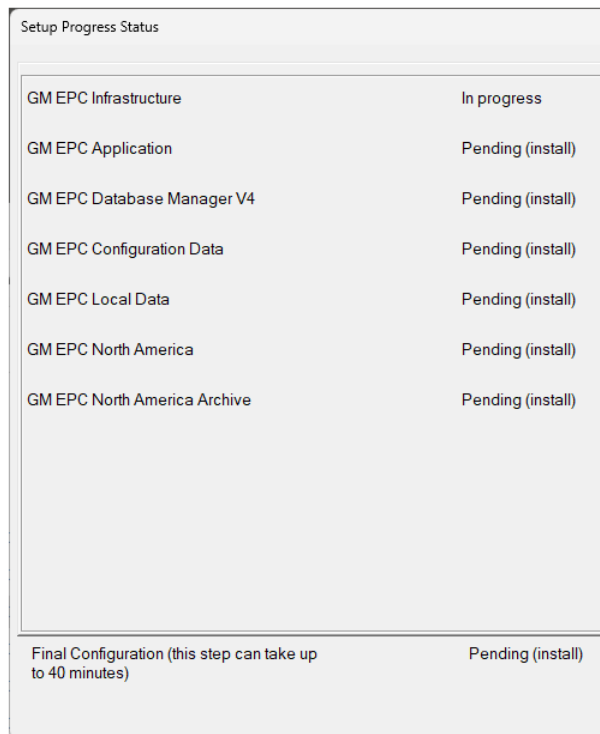 Setup Progress Status
GM EPC Infrastructure In progress
GM EPC Application Pending (install)
GM EPC Database Manager V4 Pending (install)
GM EPC Configuration Data Pending (install)
GM EPC Local Data Pending (install)
GM EPC North America Pending (install)
GM EPC North America Archive Pending (install)
Final Configuration (this step can take up Pending (install)
to 40 minutes)